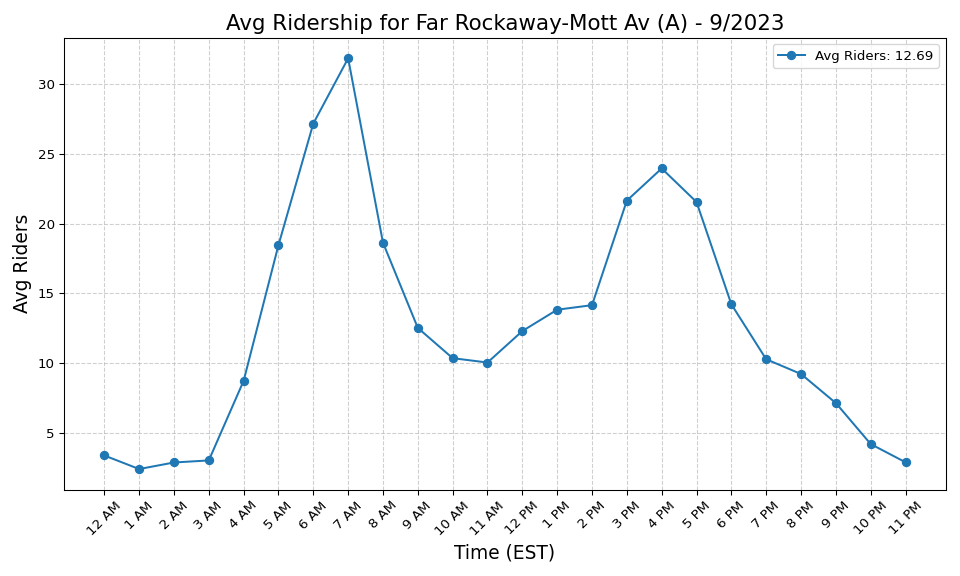 Avg Ridership for Far Rockaway-Mott Av (A) - 9/2023
Avg Riders: 12.69
Avg Riders
30
25
20
15
10
5
12 AM
1 AM
2 AM
3 AM
4 AM
5 AM
6 AM
7 AM
8 AM
9 AM
10 AM
11 AM
12 PM
1 PM
2 PM
3 PM
4 PM
5 PM
6 PM
7 PM
8 PM
9 PM
10 PM
11 PM
Time (EST)